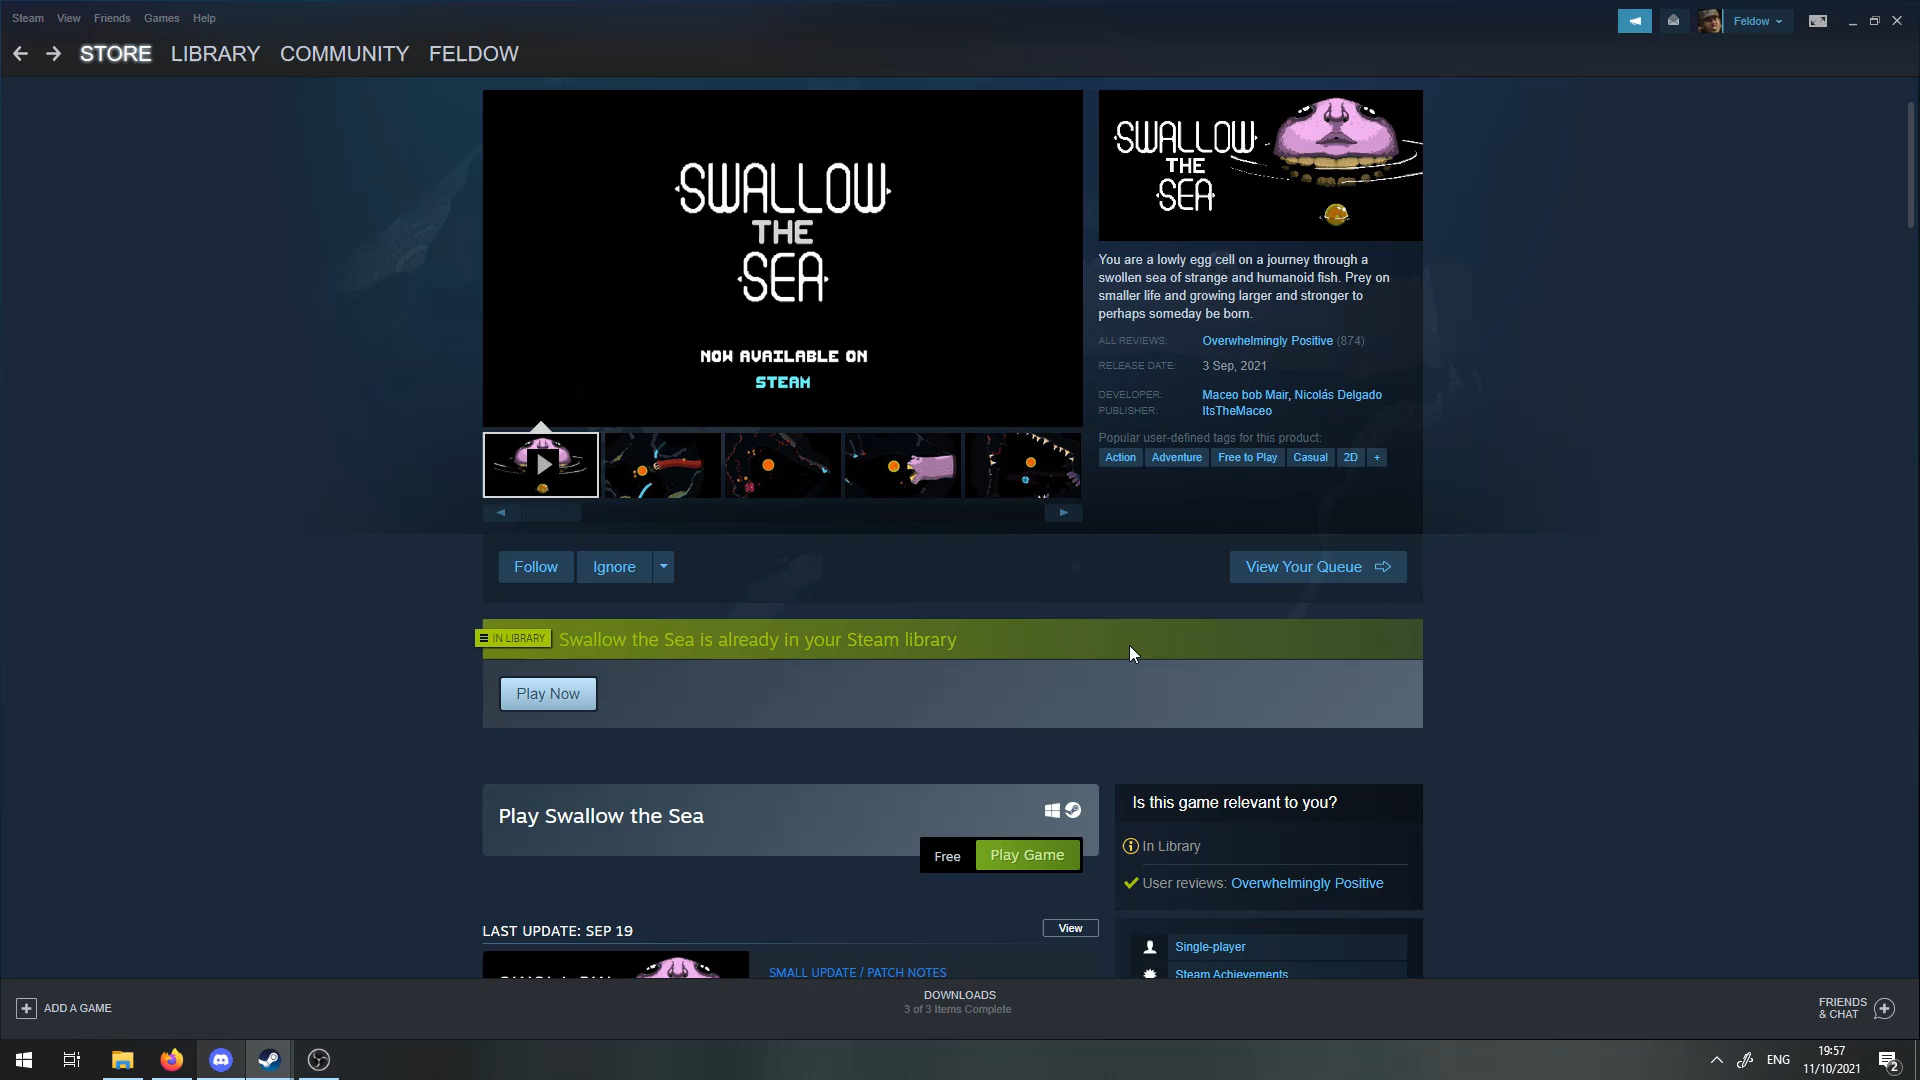 Steam View Friends Games Help
Feldow
STORE LIBRARY COMMUNITY FELDOW
SWALLOW
THE
SEA
NOW AVAILABLE ON
STEAM
SWALLOW
THE
SEA
You are a lowly egg cell on a journey through a
swollen sea of strange and humanoid fish. Prey on
smaller life and growing larger and stronger to
perhaps someday be born.
ALL REVIEWS: Overwhelmingly Positive (874)
RELEASE DATE: 3 Sep, 2021
DEVELOPER: Maceo bob Mair, Nicolás Delgado
PUBLISHER: ItsTheMaceo
Popular user-defined tags for this product:
Action Adventure Free to Play Casual 2D +
Follow Ignore View Your Queue
IN LIBRARY Swallow the Sea is already in your Steam library
Play Now
Play Swallow the Sea
Free Play Game
Is this game relevant to you?
In Library
User reviews: Overwhelmingly Positive
LAST UPDATE: SEP 19 View
SMALL UPDATE / PATCH NOTES
Single-player
Steam Achievements
ADD A GAME
DOWNLOADS
3 of 3 Items Complete
FRIENDS
& CHAT
ENG
19:57
11/10/2021
2